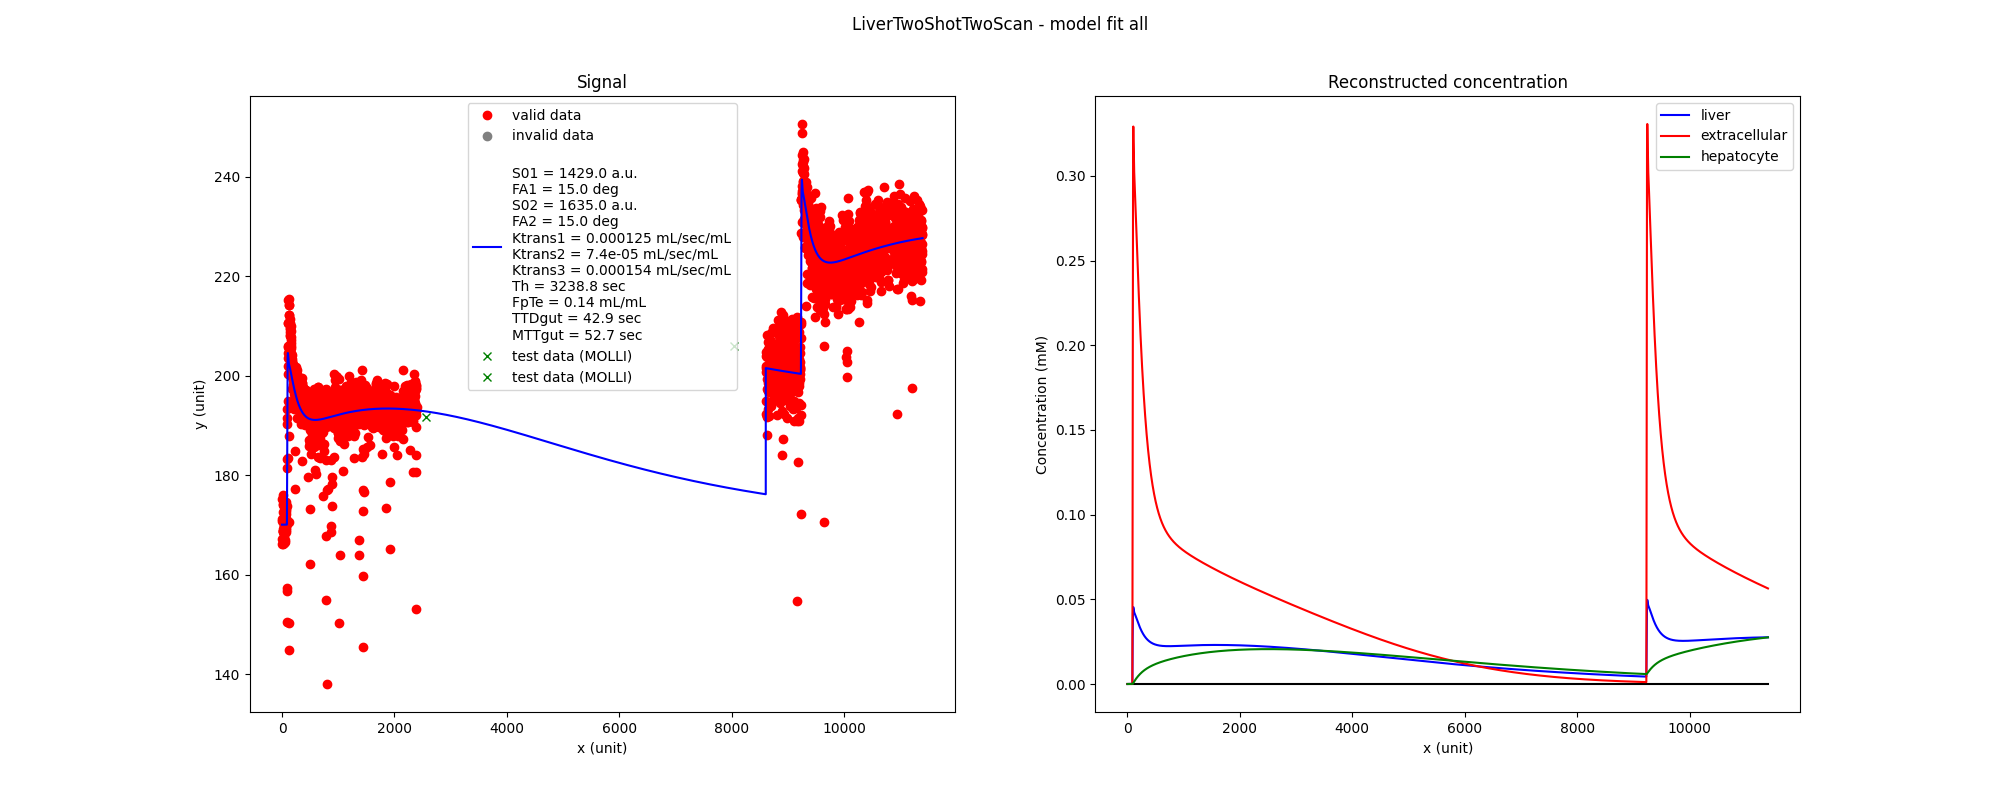 LiverTwoShotTwoScan - model fit all
Signal
valid data
invalid data
S01 = 1429.0 a.u.
FA1 = 15.0 deg
S02 = 1635.0 a.u.
FA2 = 15.0 deg
Ktrans1 = 0.000125 mL/sec/mL
Ktrans2 = 7.4e-05 mL/sec/mL
Ktrans3 = 0.000154 mL/sec/mL
Th = 3238.8 sec
FpTe = 0.14 mL/mL
TTDgut = 42.9 sec
MTTgut = 52.7 sec
test data (MOLLI)
test data (MOLLI)
y (unit)
240
220
200
180
160
140
0 2000 4000 6000 8000 10000
x (unit)
Reconstructed concentration
liver
extracellular
hepatocyte
Concentration (mM)
0.30
0.25
0.20
0.15
0.10
0.05
0.00
0 2000 4000 6000 8000 10000
x (unit)